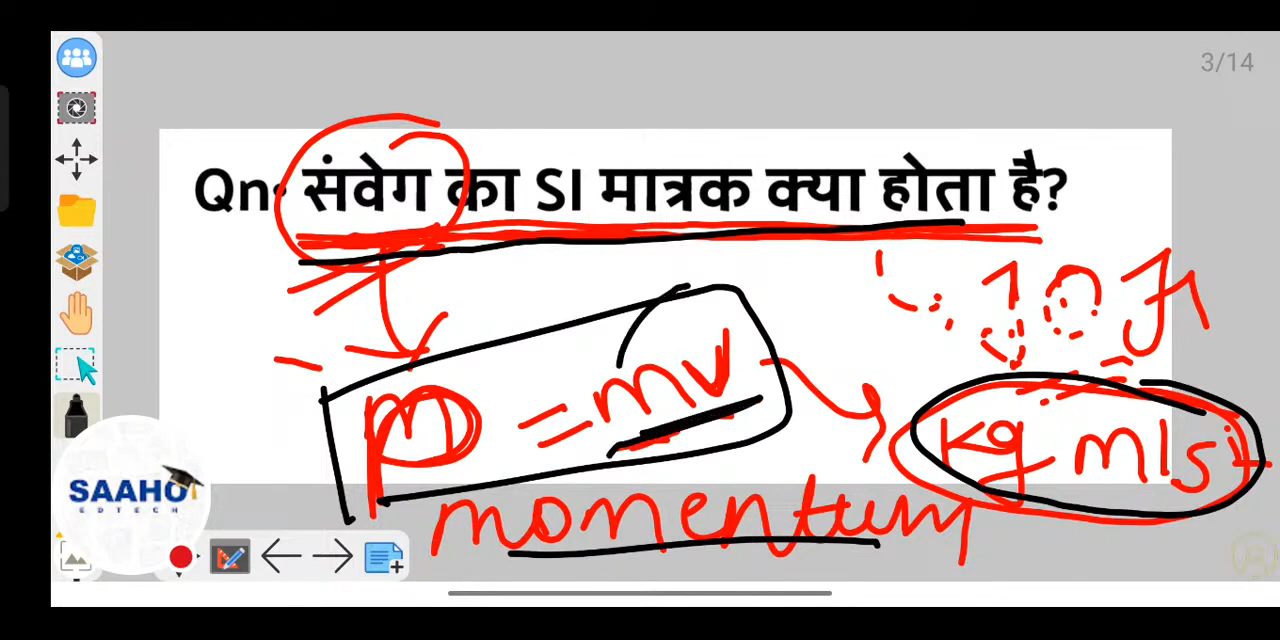 3/14
Qn: संवेग का SI मात्रक क्या होता है?
p = mv
kg m/s
momentum
SAAHO
EDTECH